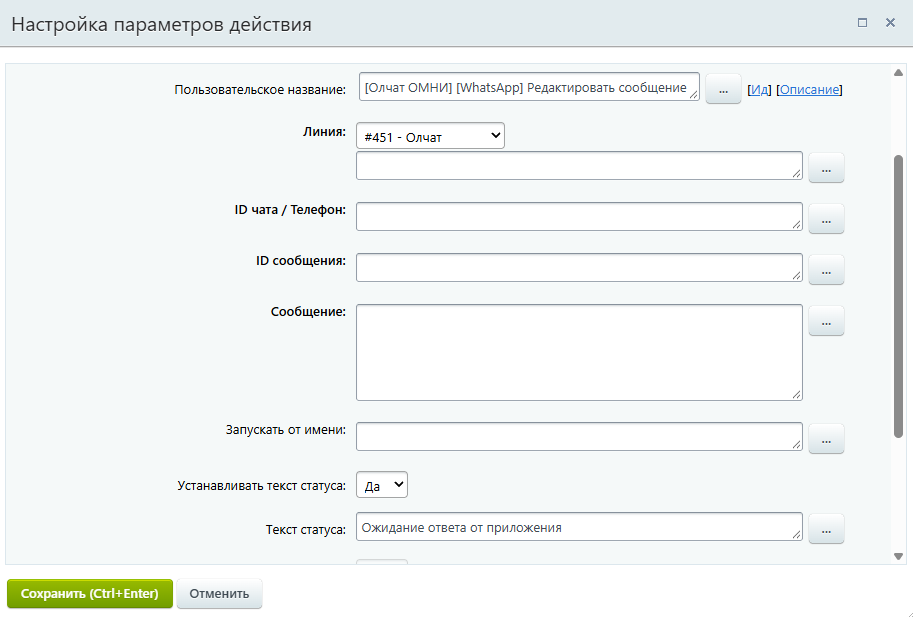 Настройка параметров действия
Пользовательское название: [Олчат ОМНИ] [WhatsApp] Редактировать сообщение ... [Ид] [Описание]
Линия: #451 - Олчат
...
ID чата / Телефон: ...
ID сообщения: ...
Сообщение: ...
Запускать от имени: ...
Устанавливать текст статуса: Да
Текст статуса: Ожидание ответа от приложения ...
Сохранить (Ctrl+Enter) Отменить